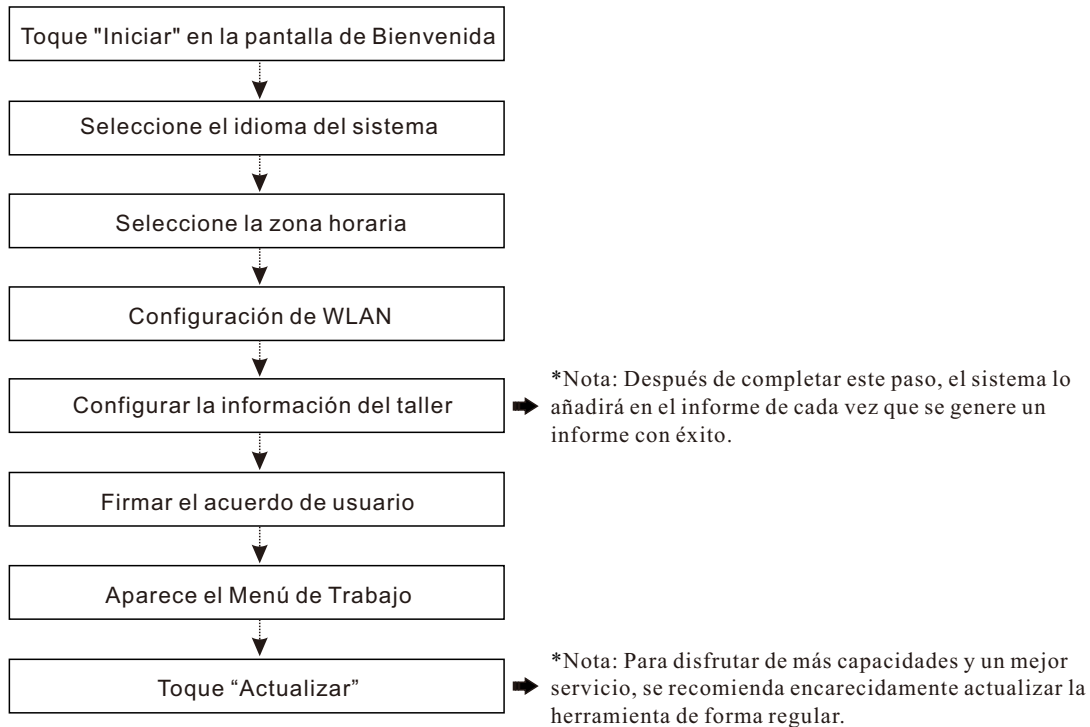 Toque "Iniciar" en la pantalla de Bienvenida
Seleccione el idioma del sistema
Seleccione la zona horaria
Configuración de WLAN
Configurar la información del taller
*Nota: Después de completar este paso, el sistema lo
añadirá en el informe de cada vez que se genere un
informe con éxito.
Firmar el acuerdo de usuario
Aparece el Menú de Trabajo
Toque “Actualizar”
*Nota: Para disfrutar de más capacidades y un mejor
servicio, se recomienda encarecidamente actualizar la
herramienta de forma regular.